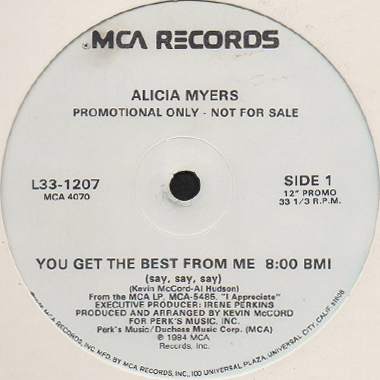 MCA RECORDS
ALICIA MYERS
PROMOTIONAL ONLY - NOT FOR SALE
L33-1207
MCA 4070
SIDE 1
12" PROMO
33 1/3 R.P.M.
YOU GET THE BEST FROM ME 8:00 BMI
(say, say, say)
(Kevin McCord-Al Hudson)
From the MCA LP, MCA-5485, "I Appreciate"
EXECUTIVE PRODUCER: IRENE PERKINS
PRODUCED AND ARRANGED BY KEVIN McCORD
FOR PERK'S MUSIC, INC.
Perk's Music/Duchess Music Corp. (MCA)
℗ 1984 MCA
Records, Inc.
MCA RECORDS, INC. MFD. BY MCA RECORDS, INC., 100 UNIVERSAL PLAZA, UNIVERSAL CITY, CALIF.